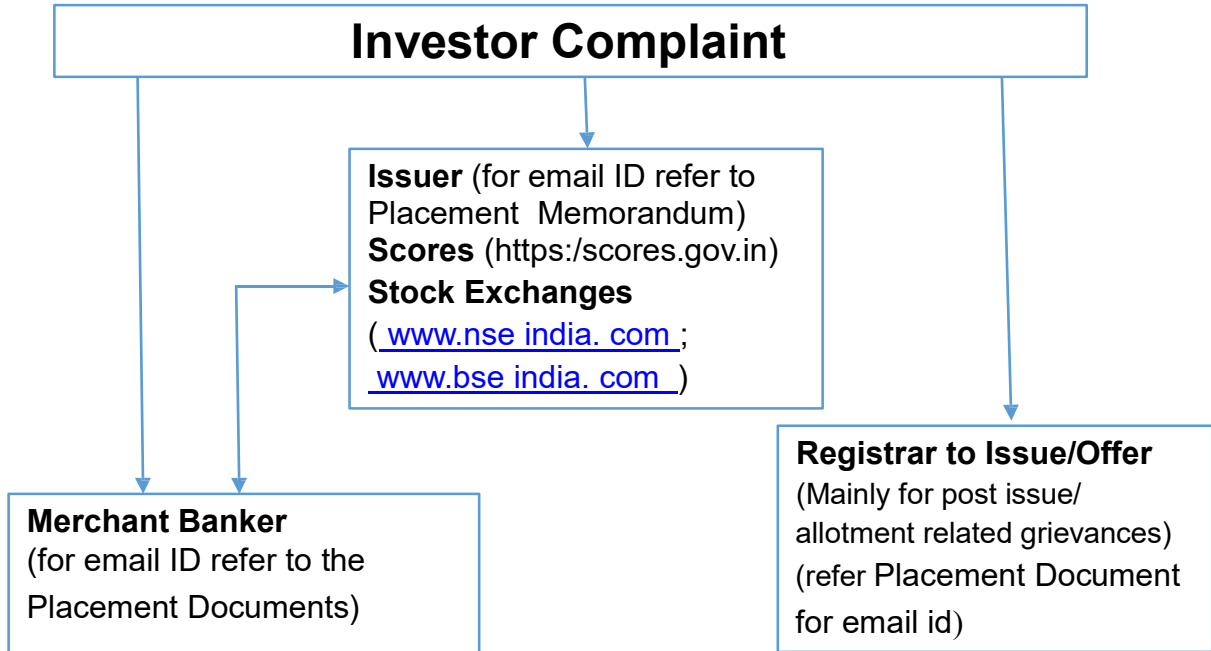 Investor Complaint
Issuer (for email ID refer to
Placement Memorandum)
Scores (https:/scores.gov.in)
Stock Exchanges
( www.nse india. com ;
www.bse india. com )
Merchant Banker
(for email ID refer to the
Placement Documents)
Registrar to Issue/Offer
(Mainly for post issue/
allotment related grievances)
(refer Placement Document
for email id)